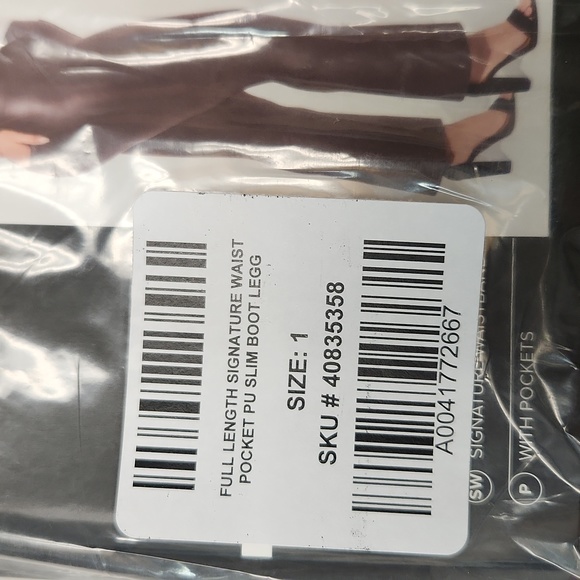 FULL LENGTH SIGNATURE WAIST
POCKET PU SLIM BOOT LEGG
SIZE: 1
SKU # 40835358
A0041772667
SW SIGNATURE WAISTBAND
P WITH POCKETS